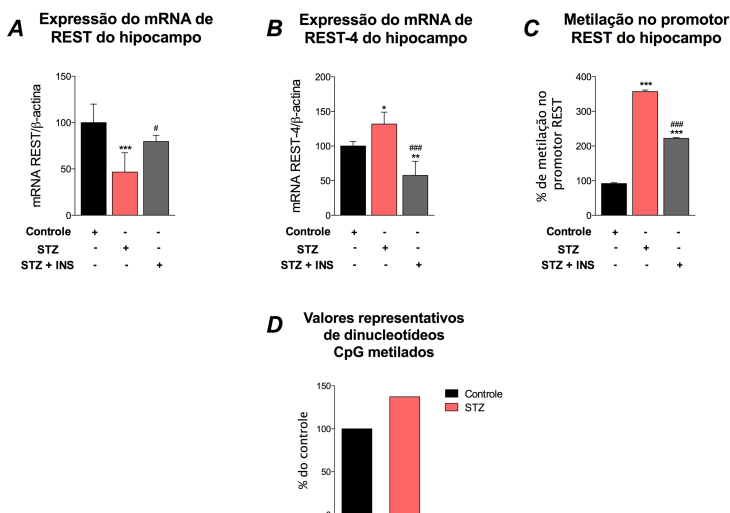 A
Expressão do mRNA de
REST do hipocampo
mRNA REST/β-actina
150
100
50
0
***
#
Controle + - -
STZ - + -
STZ + INS - - +
B
Expressão do mRNA de
REST-4 do hipocampo
mRNA REST-4/β-actina
200
150
100
50
0
*
###
**
Controle + - -
STZ - + -
STZ + INS - - +
C
Metilação no promotor
REST do hipocampo
% de metilação no
promotor REST
400
300
200
100
0
***
###
***
Controle + - -
STZ - + -
STZ + INS - - +
D
Valores representativos
de dinucleotídeos
CpG metilados
% do controle
150
100
50
0
Controle
STZ